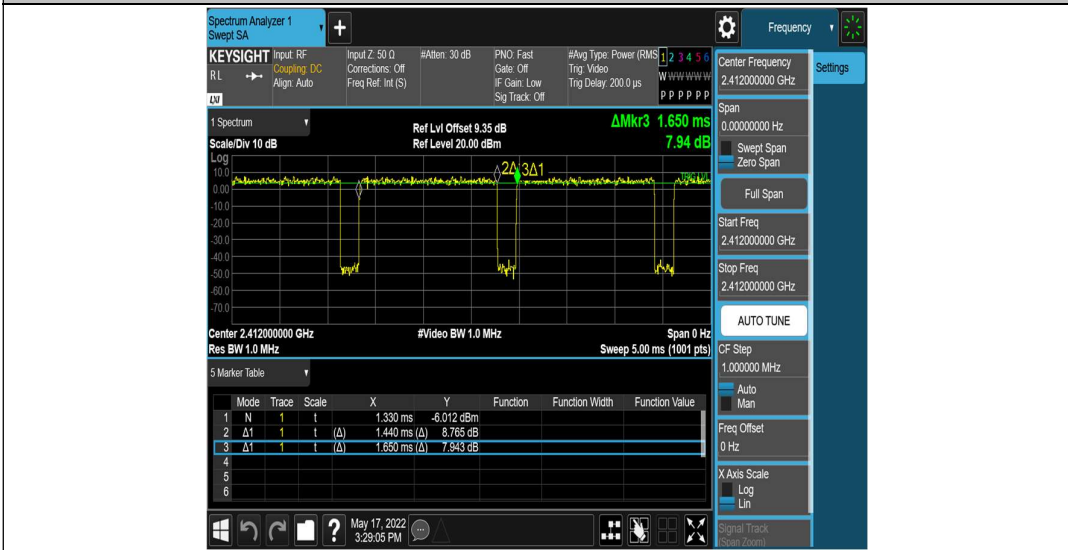 Spectrum Analyzer 1
Swept SA
+
Frequency
KEYSIGHT
RL
LXI
Input: RF
Coupling: DC
Align: Auto
Input Z: 50 Ω
Corrections: Off
Freq Ref: Int (S)
#Atten: 30 dB
PNO: Fast
Gate: Off
IF Gain: Low
Sig Track: Off
#Avg Type: Power (RMS
Trig: Video
Trig Delay: 200.0 µs
1 2 3 4 5 6
W W W W W W
P P P P P P
1 Spectrum
Scale/Div 10 dB
Ref Lvl Offset 9.35 dB
Ref Level 20.00 dBm
ΔMkr3 1.650 ms
7.94 dB
Log
10.0
0.00
-10.0
-20.0
-30.0
-40.0
-50.0
-60.0
-70.0
1
2Δ1
3Δ1
TRIG LVL
Center 2.412000000 GHz
Res BW 1.0 MHz
#Video BW 1.0 MHz
Span 0 Hz
Sweep 5.00 ms (1001 pts)
5 Marker Table
Mode Trace Scale X Y Function Function Width Function Value
1 N 1 t 1.330 ms -6.012 dBm
2 Δ1 1 t (Δ) 1.440 ms (Δ) 8.765 dB
3 Δ1 1 t (Δ) 1.650 ms (Δ) 7.943 dB
4
5
6
?
May 17, 2022
3:29:05 PM
Center Frequency
2.412000000 GHz
Settings
Span
0.00000000 Hz
Swept Span
Zero Span
Full Span
Start Freq
2.412000000 GHz
Stop Freq
2.412000000 GHz
AUTO TUNE
CF Step
1.000000 MHz
Auto
Man
Freq Offset
0 Hz
X Axis Scale
Log
Lin
Signal Track
(Span Zoom)